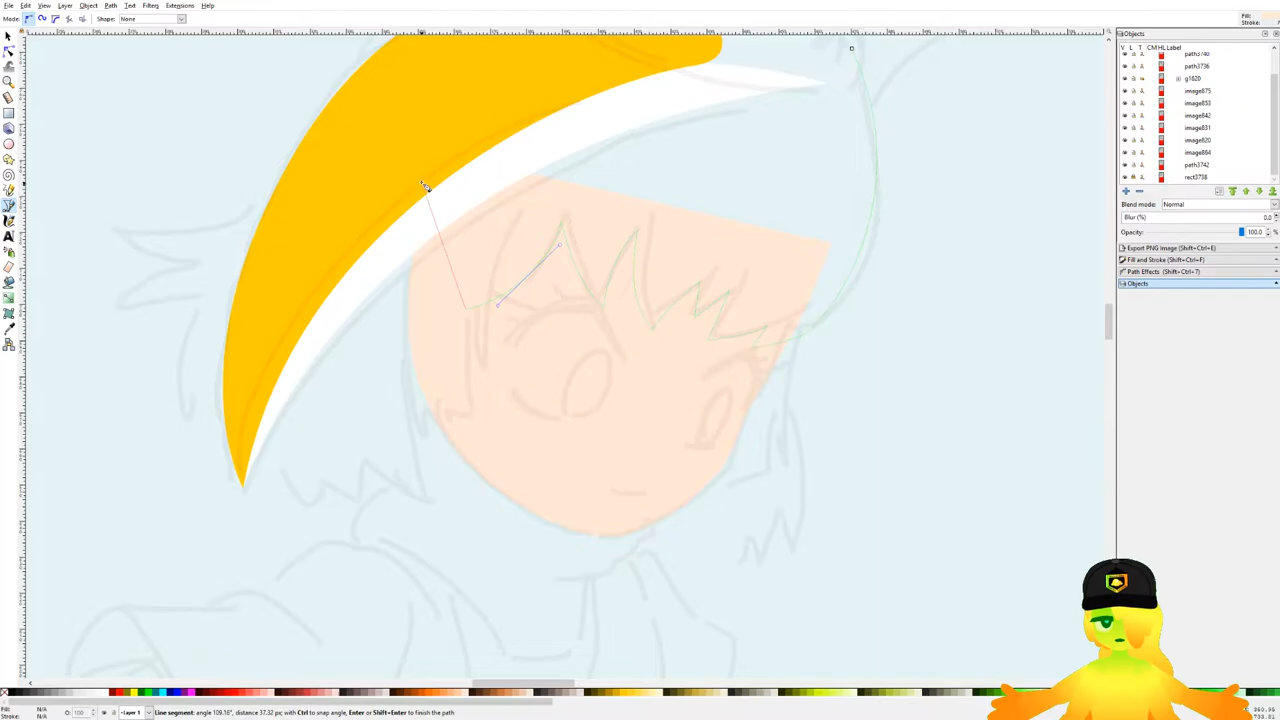 File Edit View Layer Object Path Text Filters Extensions Help
Mode: Shape: None
Fill:
Stroke:
Objects
V L T CM HL Label
path3740
path3736
g1620
image875
image853
image842
image831
image820
image864
path3742
rect3738
Blend mode: Normal
Blur (%) 0.0
Opacity: 100.0 %
Export PNG Image (Shift+Ctrl+E)
Fill and Stroke (Shift+Ctrl+F)
Path Effects (Shift+Ctrl+7)
Objects
Fill: N/A
Stroke: N/A
O: 100 layer 1 Line segment: angle 109.18°, distance 37.32 px; with Ctrl to snap angle, Enter or Shift+Enter to finish the path